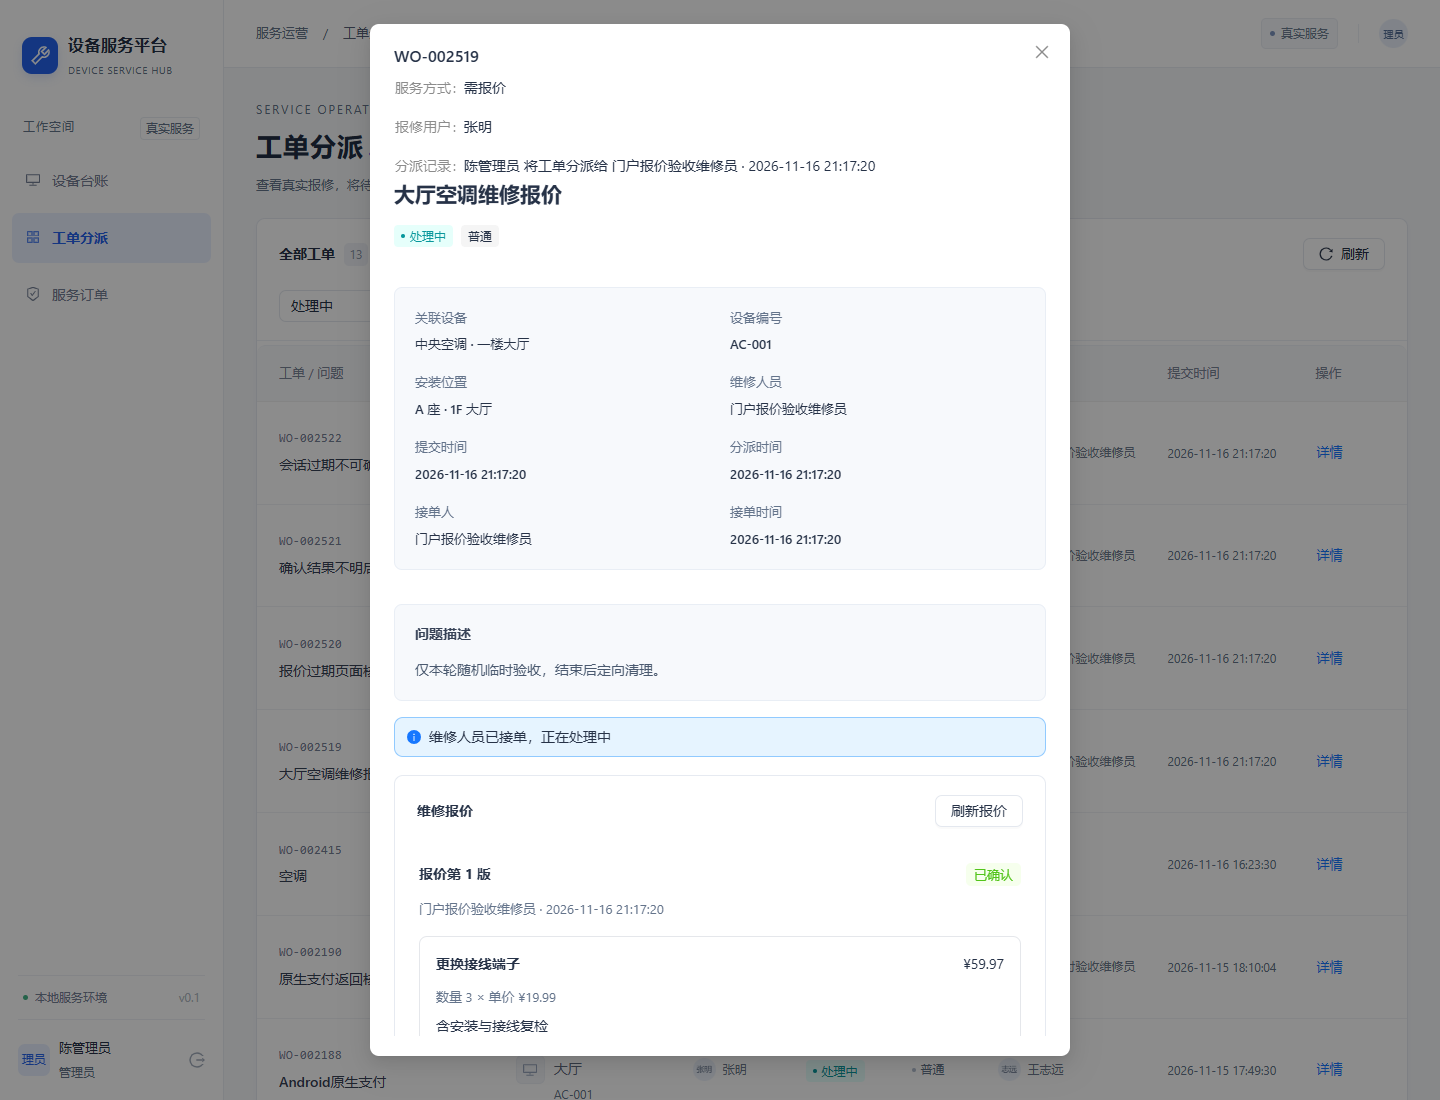 设备服务平台
DEVICE SERVICE HUB
工作空间
真实服务
设备台账
工单分派
服务订单
本地服务环境
v0.1
理员
陈管理员
管理员
服务运营 / 工单
真实服务
理员
SERVICE OPERAT
工单分派
查看真实报修，将待
全部工单 13
刷新
处理中
工单 / 问题
提交时间
操作
WO-002522
会话过期不可确
价验收维修员
2026-11-16 21:17:20
详情
WO-002521
确认结果不明后
价验收维修员
2026-11-16 21:17:20
详情
WO-002520
报价过期页面核
价验收维修员
2026-11-16 21:17:20
详情
WO-002519
大厅空调维修报
价验收维修员
2026-11-16 21:17:20
详情
WO-002415
空调
2026-11-16 16:23:30
详情
WO-002190
原生支付返回核
付验收维修员
2026-11-15 18:10:04
详情
WO-002188
Android原生支付
大厅
AC-001
张明
张明
处理中
普通
志远
王志远
2026-11-15 17:49:30
详情
WO-002519
服务方式： 需报价
报修用户： 张明
分派记录： 陈管理员 将工单分派给 门户报价验收维修员 · 2026-11-16 21:17:20
大厅空调维修报价
处理中
普通
关联设备
中央空调 · 一楼大厅
设备编号
AC-001
安装位置
A 座 · 1F 大厅
维修人员
门户报价验收维修员
提交时间
2026-11-16 21:17:20
分派时间
2026-11-16 21:17:20
接单人
门户报价验收维修员
接单时间
2026-11-16 21:17:20
问题描述
仅本轮随机临时验收，结束后定向清理。
维修人员已接单，正在处理中
维修报价
刷新报价
报价第 1 版
已确认
门户报价验收维修员 · 2026-11-16 21:17:20
更换接线端子
¥59.97
数量 3 × 单价 ¥19.99
含安装与接线复检